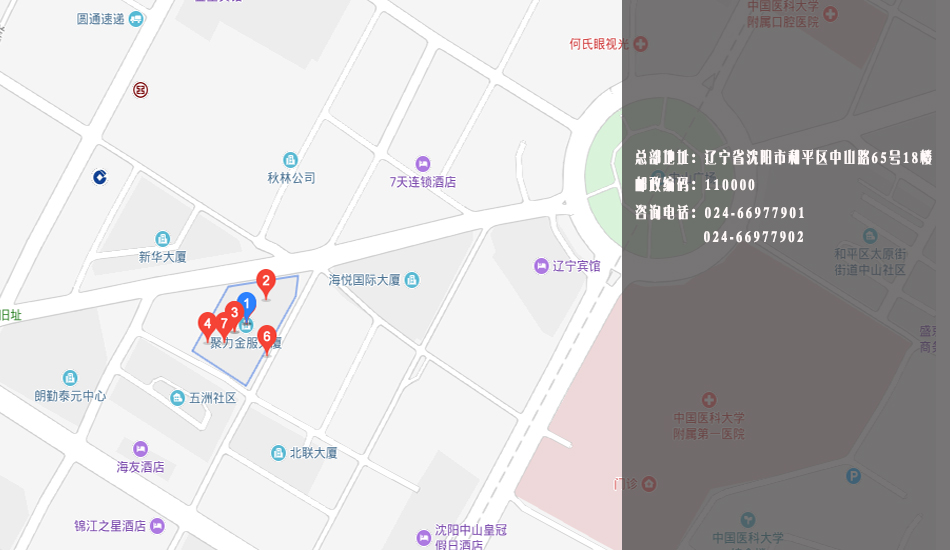 圆通速递
中国医科大学
附属口腔医院
何氏眼视光
总部地址：辽宁省沈阳市和平区中山路65号18楼
秋林公司
7天连锁酒店
邮政编码：110000
咨询电话：024-66977901
024-66977902
新华大厦
和平区太原街
街道中山社区
辽宁宾馆
海悦国际大厦
2
1
3
4
7
6
旧址
聚力金服大厦
朗勤泰元中心
五洲社区
中国医科大学
附属第一医院
北联大厦
海友酒店
门诊
P
锦江之星酒店
沈阳中山皇冠
假日酒店
中国医科大学